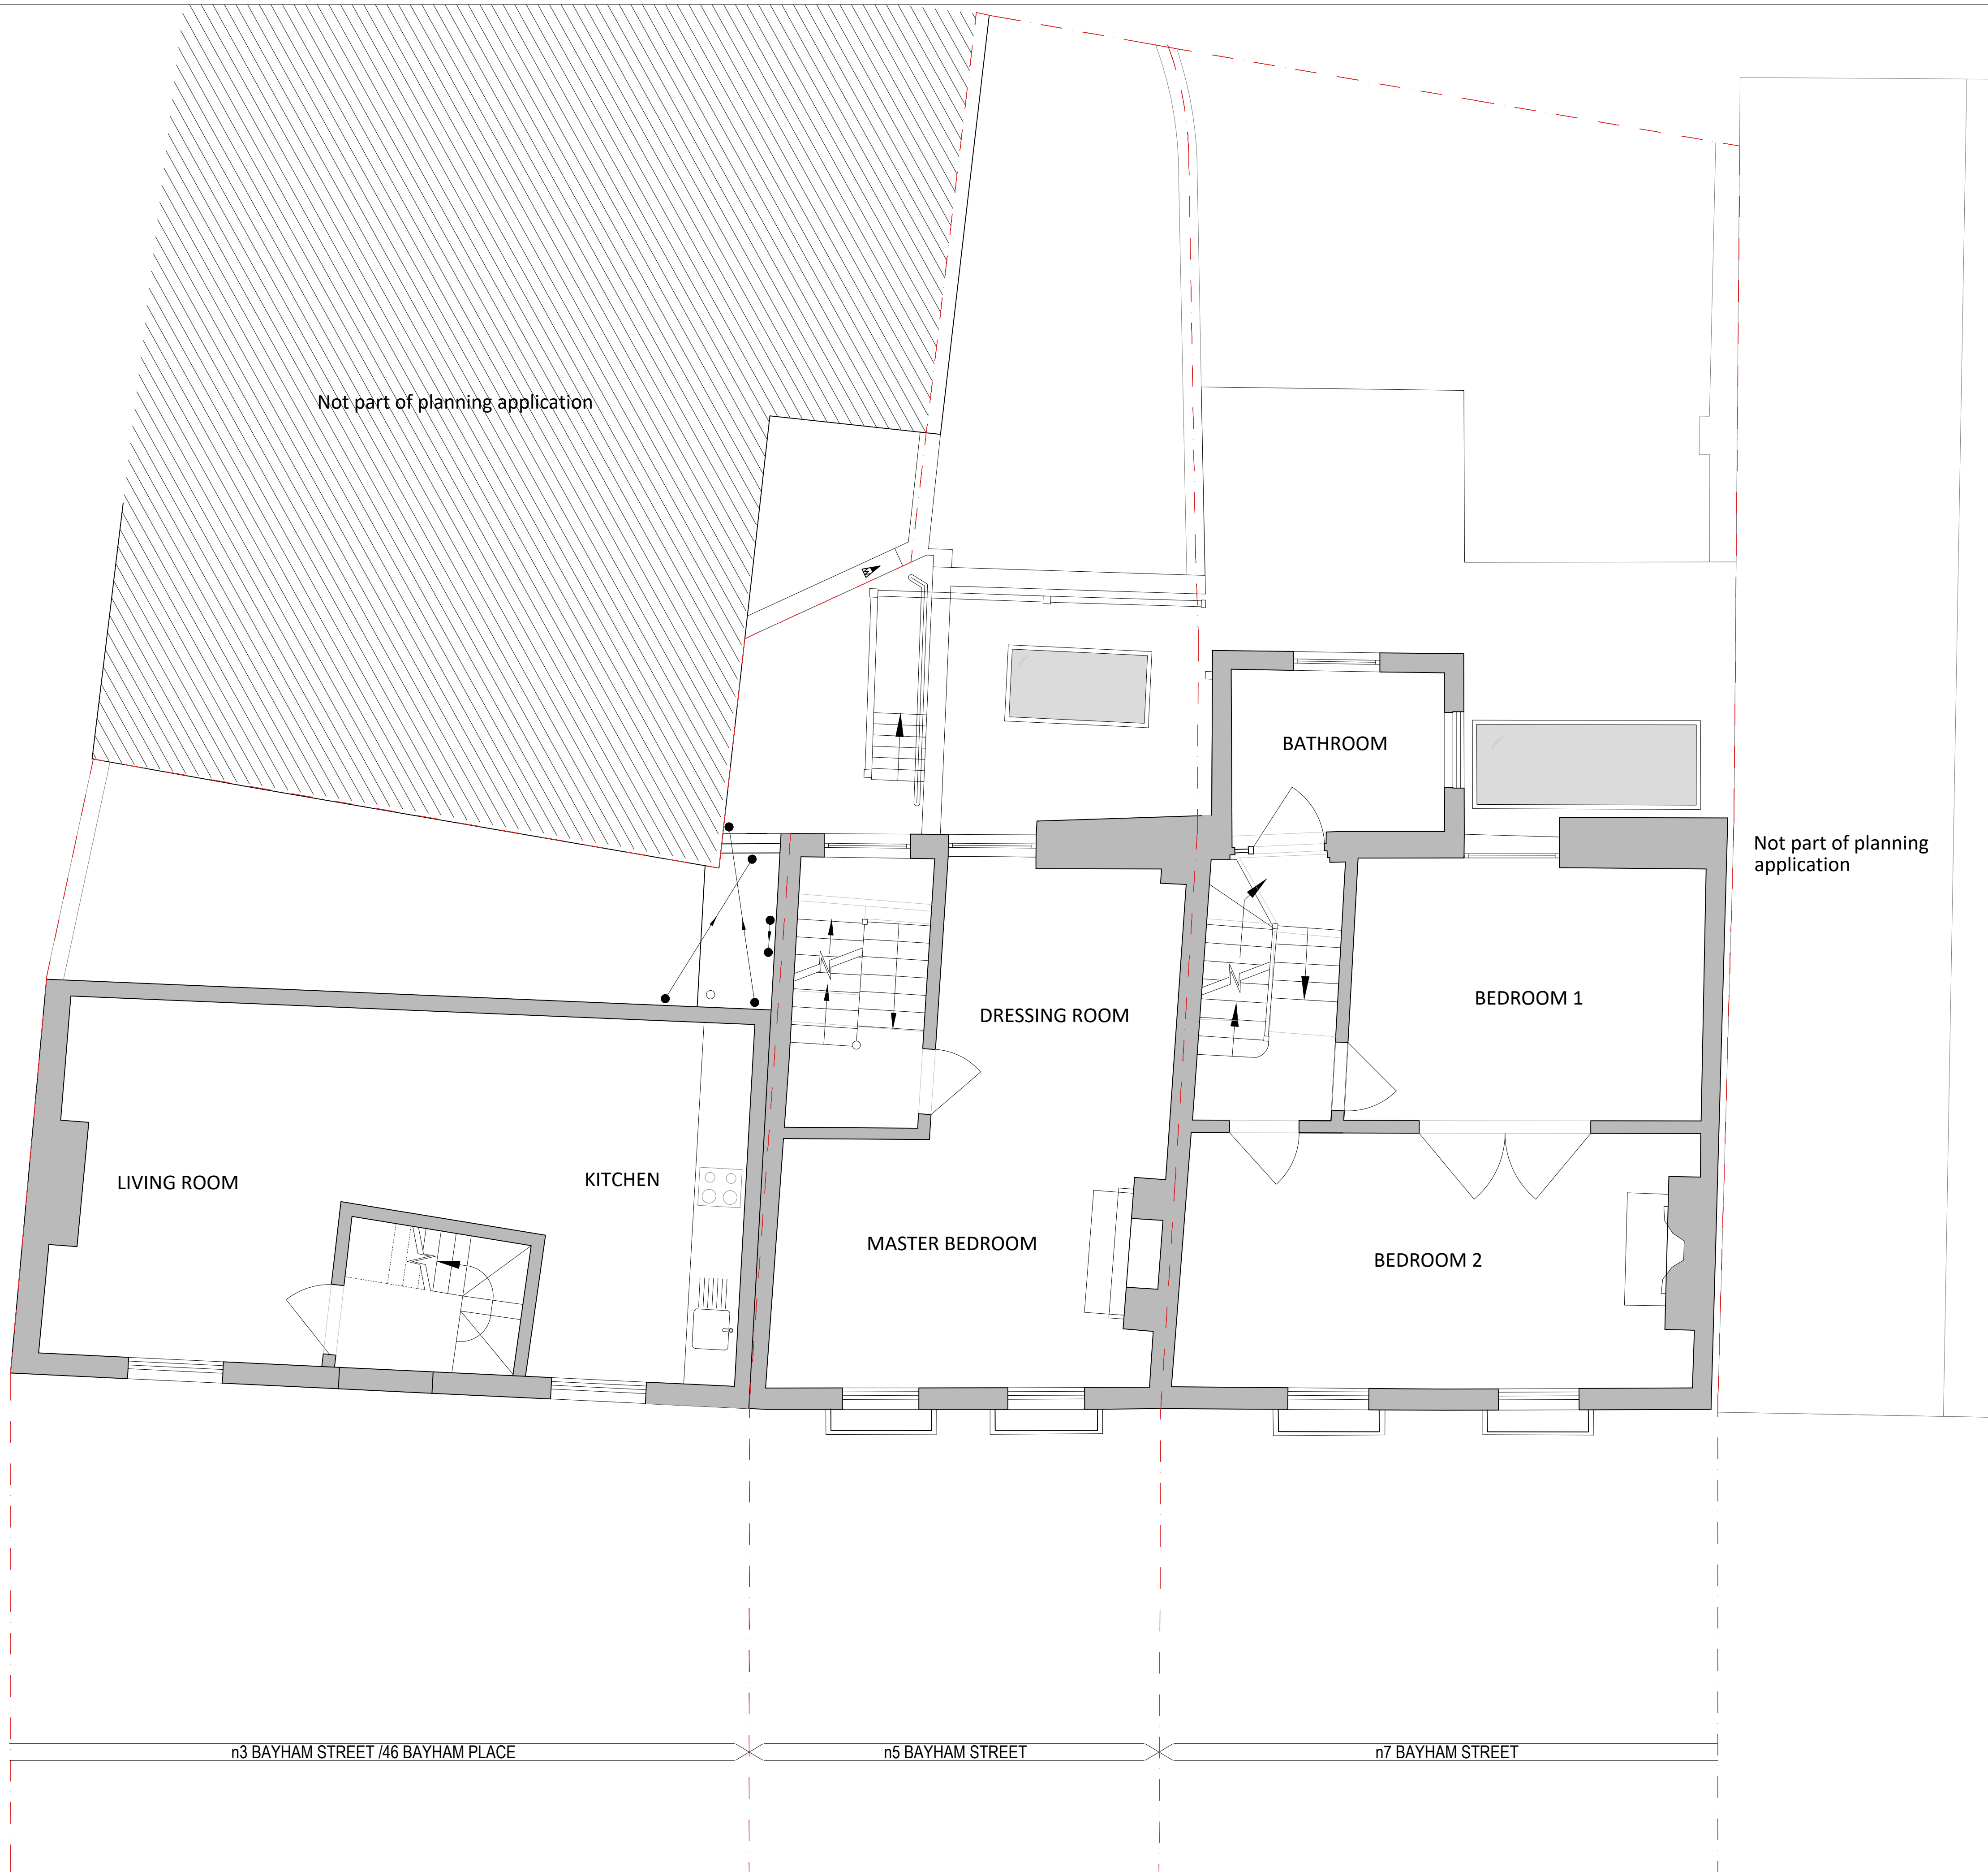 Not part of planning application
BATHROOM
Not part of planning
application
BEDROOM 1
DRESSING ROOM
LIVING ROOM
KITCHEN
MASTER BEDROOM
BEDROOM 2
n3 BAYHAM STREET /46 BAYHAM PLACE
n5 BAYHAM STREET
n7 BAYHAM STREET